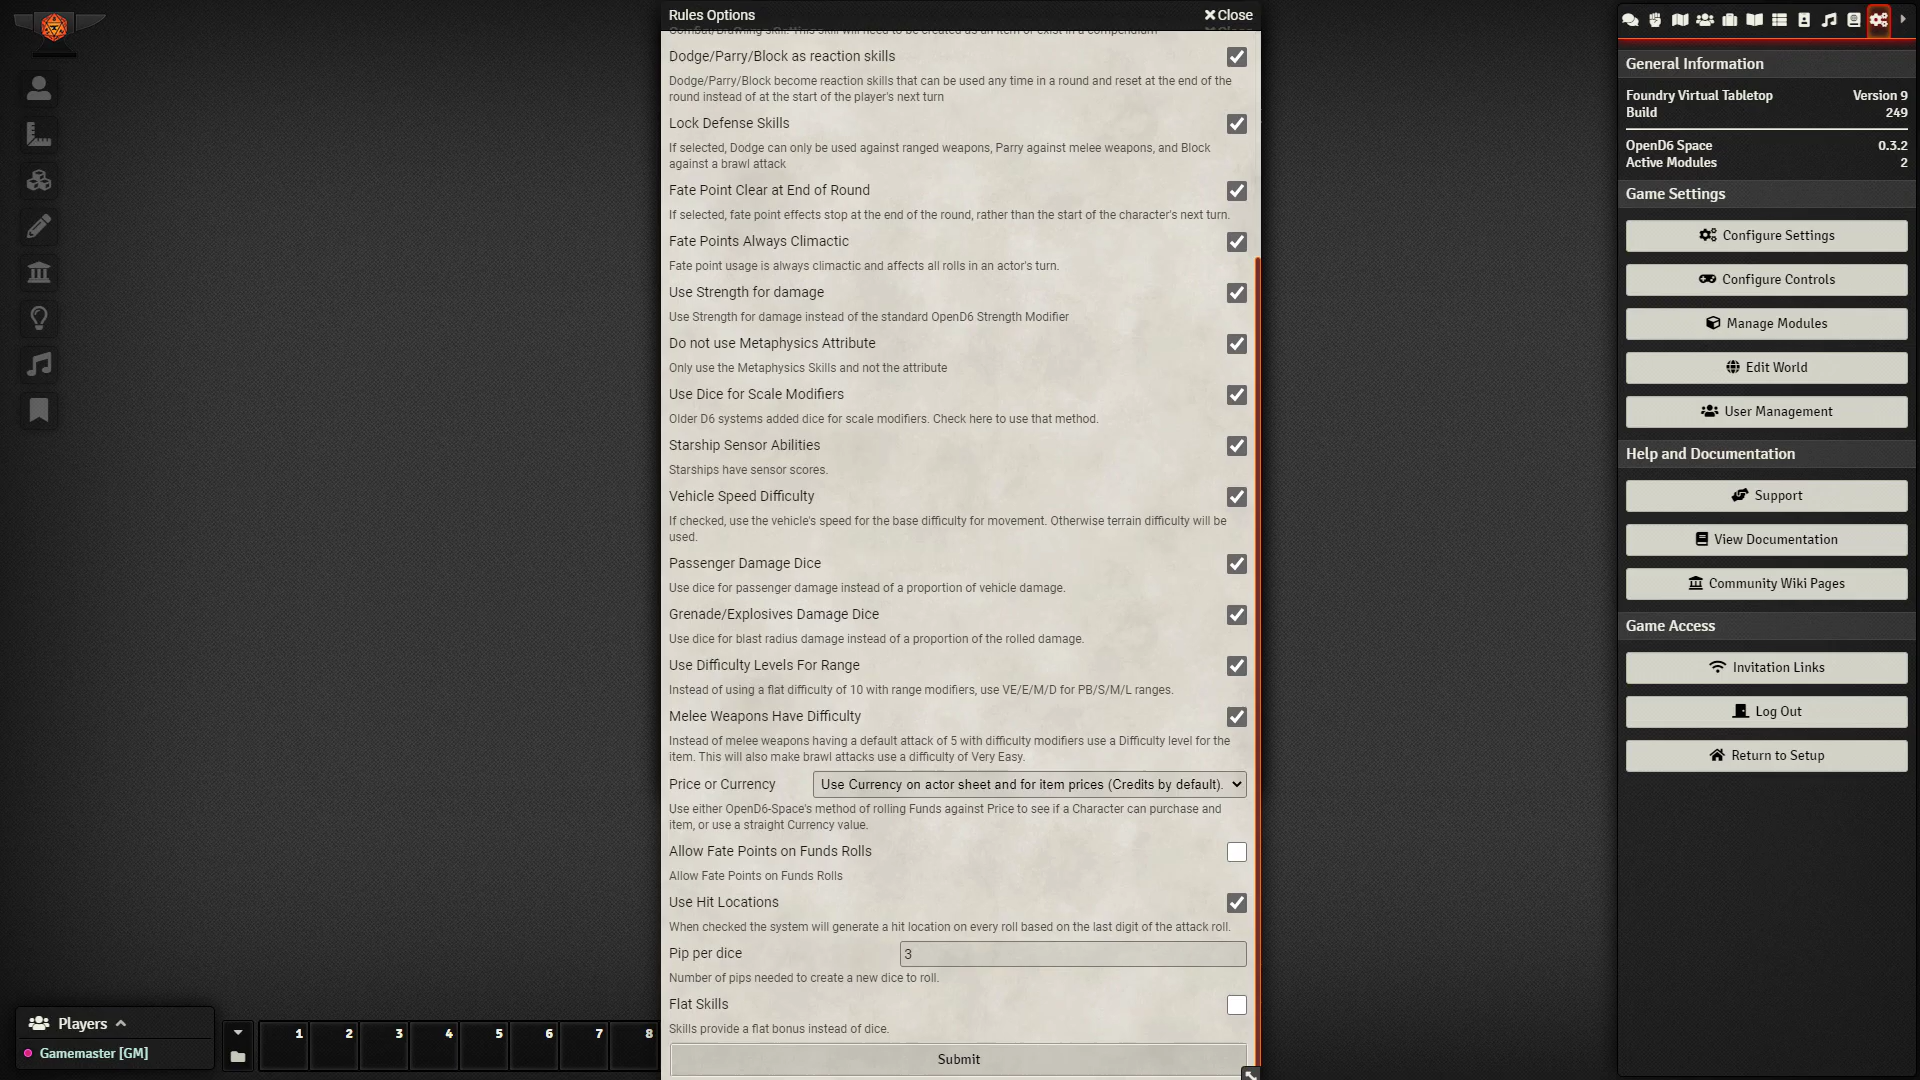 Rules Options
Close
Combat/Brawling skill. This skill will need to be created as an item or exist in a compendium
Dodge/Parry/Block as reaction skills
Dodge/Parry/Block become reaction skills that can be used any time in a round and reset at the end of the
round instead of at the start of the player's next turn
Lock Defense Skills
If selected, Dodge can only be used against ranged weapons, Parry against melee weapons, and Block
against a brawl attack
Fate Point Clear at End of Round
If selected, fate point effects stop at the end of the round, rather than the start of the character's next turn.
Fate Points Always Climactic
Fate point usage is always climactic and affects all rolls in an actor's turn.
Use Strength for damage
Use Strength for damage instead of the standard OpenD6 Strength Modifier
Do not use Metaphysics Attribute
Only use the Metaphysics Skills and not the attribute
Use Dice for Scale Modifiers
Older D6 systems added dice for scale modifiers. Check here to use that method.
Starship Sensor Abilities
Starships have sensor scores.
Vehicle Speed Difficulty
If checked, use the vehicle's speed for the base difficulty for movement. Otherwise terrain difficulty will be
used.
Passenger Damage Dice
Use dice for passenger damage instead of a proportion of vehicle damage.
Grenade/Explosives Damage Dice
Use dice for blast radius damage instead of a proportion of the rolled damage.
Use Difficulty Levels For Range
Instead of using a flat difficulty of 10 with range modifiers, use VE/E/M/D for PB/S/M/L ranges.
Melee Weapons Have Difficulty
Instead of melee weapons having a default attack of 5 with difficulty modifiers use a Difficulty level for the
item. This will also make brawl attacks use a difficulty of Very Easy.
Price or Currency
Use Currency on actor sheet and for item prices (Credits by default).
Use either OpenD6-Space's method of rolling Funds against Price to see if a Character can purchase and
item, or use a straight Currency value.
Allow Fate Points on Funds Rolls
Allow Fate Points on Funds Rolls
Use Hit Locations
When checked the system will generate a hit location on every roll based on the last digit of the attack roll.
Pip per dice
3
Number of pips needed to create a new dice to roll.
Flat Skills
Skills provide a flat bonus instead of dice.
Submit
General Information
Foundry Virtual Tabletop Version 9
Build 249
OpenD6 Space 0.3.2
Active Modules 2
Game Settings
Configure Settings
Configure Controls
Manage Modules
Edit World
User Management
Help and Documentation
Support
View Documentation
Community Wiki Pages
Game Access
Invitation Links
Log Out
Return to Setup
Players
Gamemaster [GM]
1 2 3 4 5 6 7 8